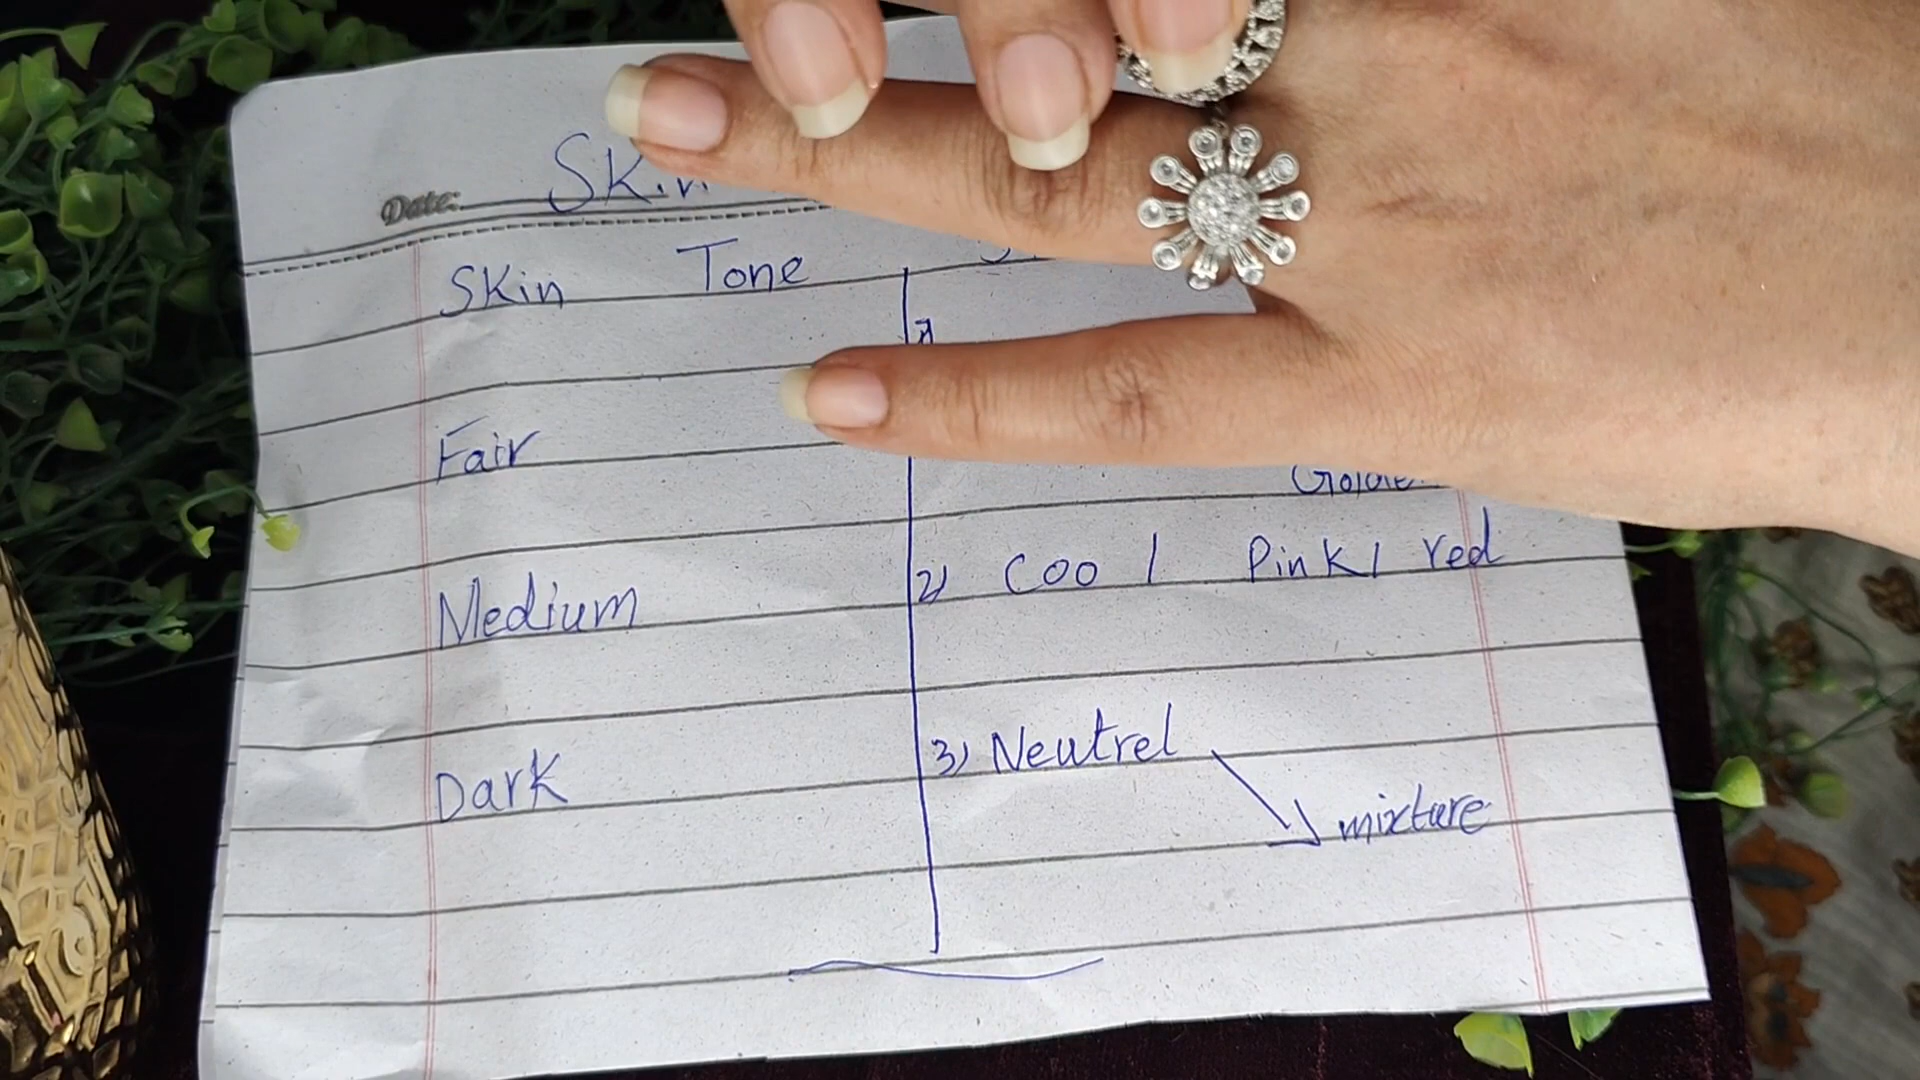 Date: Skin
Skin Tone
Fair
Medium
2) Cool Pink/ red
3) Neutrel
Dark
mixture